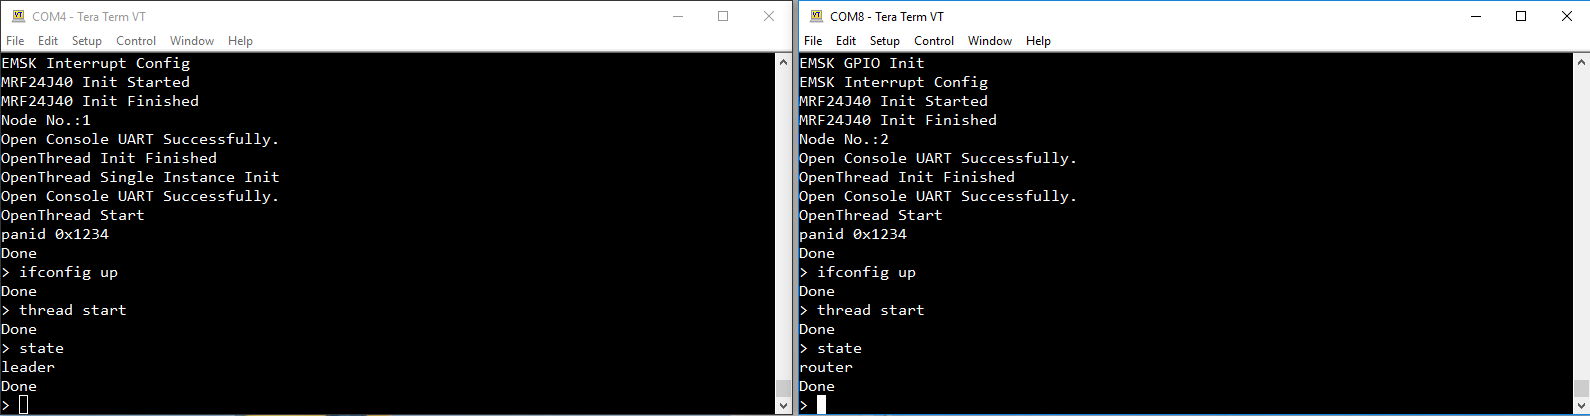 COM4 - Tera Term VT
File Edit Setup Control Window Help
EMSK Interrupt Config
MRF24J40 Init Started
MRF24J40 Init Finished
Node No.:1
Open Console UART Successfully.
OpenThread Init Finished
OpenThread Single Instance Init
Open Console UART Successfully.
OpenThread Start
panid 0x1234
Done
> ifconfig up
Done
> thread start
Done
> state
leader
Done
>
COM8 - Tera Term VT
File Edit Setup Control Window Help
EMSK GPIO Init
EMSK Interrupt Config
MRF24J40 Init Started
MRF24J40 Init Finished
Node No.:2
Open Console UART Successfully.
OpenThread Init Finished
Open Console UART Successfully.
OpenThread Start
panid 0x1234
Done
> ifconfig up
Done
> thread start
Done
> state
router
Done
>